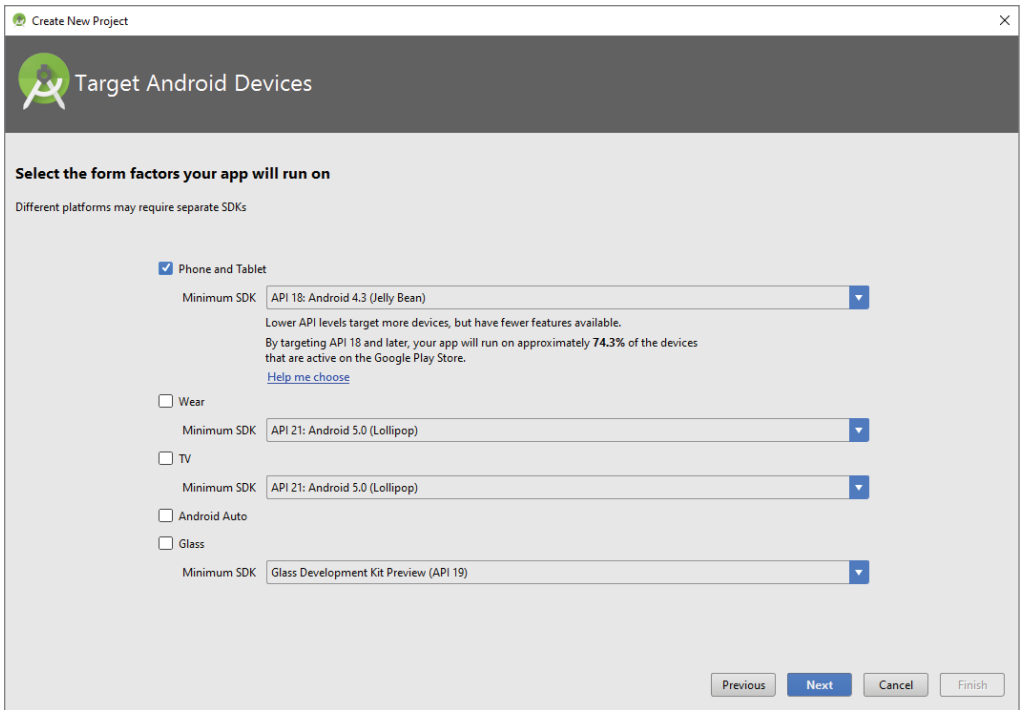 Create New Project
Target Android Devices
Select the form factors your app will run on
Different platforms may require separate SDKs
Phone and Tablet
Minimum SDK API 18: Android 4.3 (Jelly Bean)
Lower API levels target more devices, but have fewer features available.
By targeting API 18 and later, your app will run on approximately 74.3% of the devices
that are active on the Google Play Store.
Help me choose
Wear
Minimum SDK API 21: Android 5.0 (Lollipop)
TV
Minimum SDK API 21: Android 5.0 (Lollipop)
Android Auto
Glass
Minimum SDK Glass Development Kit Preview (API 19)
Previous Next Cancel Finish